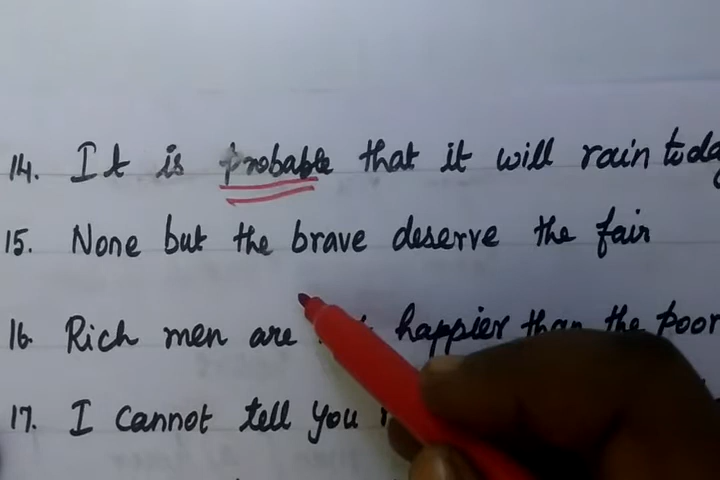 14. It is probable that it will rain
15. None but the brave deserve the fair
16. Rich men are happier than the poor
17. I cannot tell you